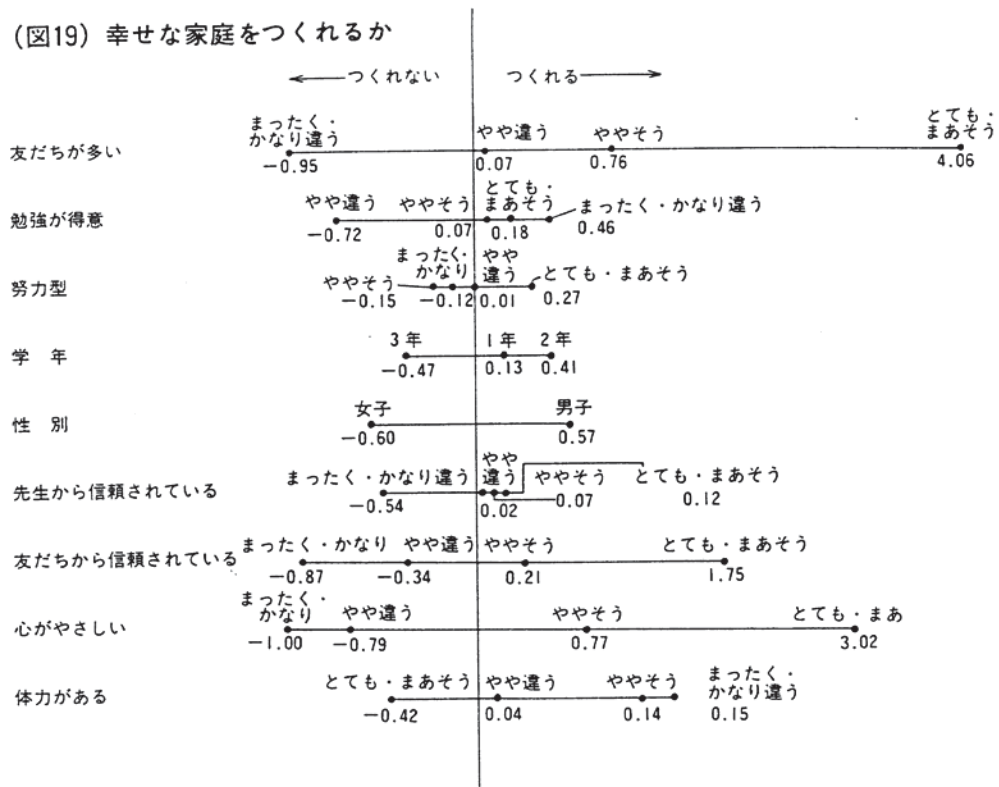 (図19) 幸せな家庭をつくれるか
←つくれない つくれる→
友だちが多い
まったく・
かなり違う
やや違う ややそう
とても・
まあそう
−0.95 0.07 0.76 4.06
勉強が得意
やや違う ややそう
とても・
まあそう
まったく・かなり違う
−0.72 0.07 0.18 0.46
努力型
ややそう
まったく・
かなり
やや
違う
とても・まあそう
−0.15 −0.12 0.01 0.27
学 年
3年 1年 2年
−0.47 0.13 0.41
性 別
女子 男子
−0.60 0.57
先生から信頼されている
まったく・かなり違う
やや
違う
ややそう とても・まあそう
−0.54 0.02 0.07 0.12
友だちから信頼されている
まったく・かなり やや違う ややそう とても・まあそう
−0.87 −0.34 0.21 1.75
心がやさしい
まったく・
かなり
やや違う ややそう とても・まあ
−1.00 −0.79 0.77 3.02
体力がある
とても・まあそう やや違う ややそう
まったく・
かなり違う
−0.42 0.04 0.14 0.15